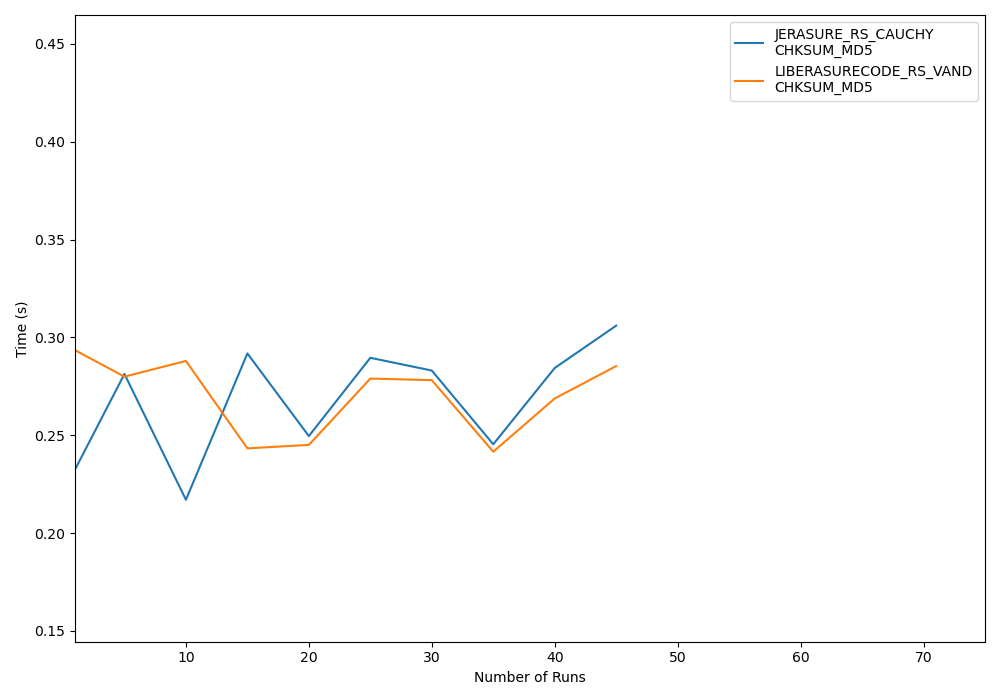 JERASURE_RS_CAUCHY
CHKSUM_MD5
LIBERASURECODE_RS_VAND
CHKSUM_MD5
Time (s)
0.45
0.40
0.35
0.30
0.25
0.20
0.15
10 20 30 40 50 60 70
Number of Runs